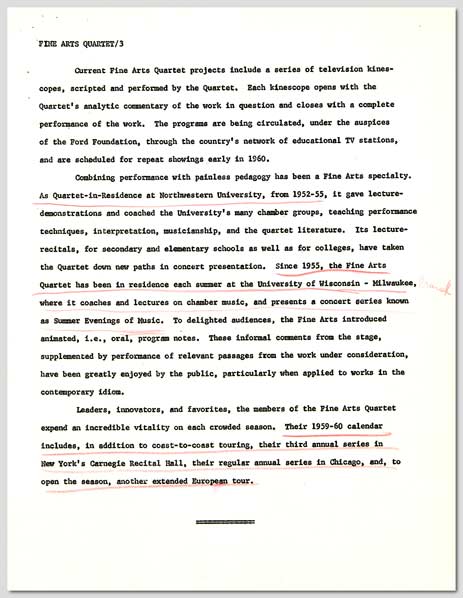 FINE ARTS QUARTET/3
Current Fine Arts Quartet projects include a series of television kines-
copes, scripted and performed by the Quartet. Each kinescope opens with the
Quartet's analytic commentary of the work in question and closes with a complete
performance of the work. The programs are being circulated, under the auspices
of the Ford Foundation, through the country's network of educational TV stations,
and are scheduled for repeat showings early in 1960.
Combining performance with painless pedagogy has been a Fine Arts specialty.
As Quartet-in-Residence at Northwestern University, from 1952-55, it gave lecture-
demonstrations and coached the University's many chamber groups, teaching performance
techniques, interpretation, musicianship, and the quartet literature. Its lecture-
recitals, for secondary and elementary schools as well as for colleges, have taken
the Quartet down new paths in concert presentation. Since 1955, the Fine Arts
Quartet has been in residence each summer at the University of Wisconsin - Milwaukee,
where it coaches and lectures on chamber music, and presents a concert series known
as Summer Evenings of Music. To delighted audiences, the Fine Arts introduced
animated, i.e., oral, program notes. These informal comments from the stage,
supplemented by performance of relevant passages from the work under consideration,
have been greatly enjoyed by the public, particularly when applied to works in the
contemporary idiom.
Leaders, innovators, and favorites, the members of the Fine Arts Quartet
expend an incredible vitality on each crowded season. Their 1959-60 calendar
includes, in addition to coast-to-coast touring, their third annual series in
New York's Carnegie Recital Hall, their regular annual series in Chicago, and, to
open the season, another extended European tour.